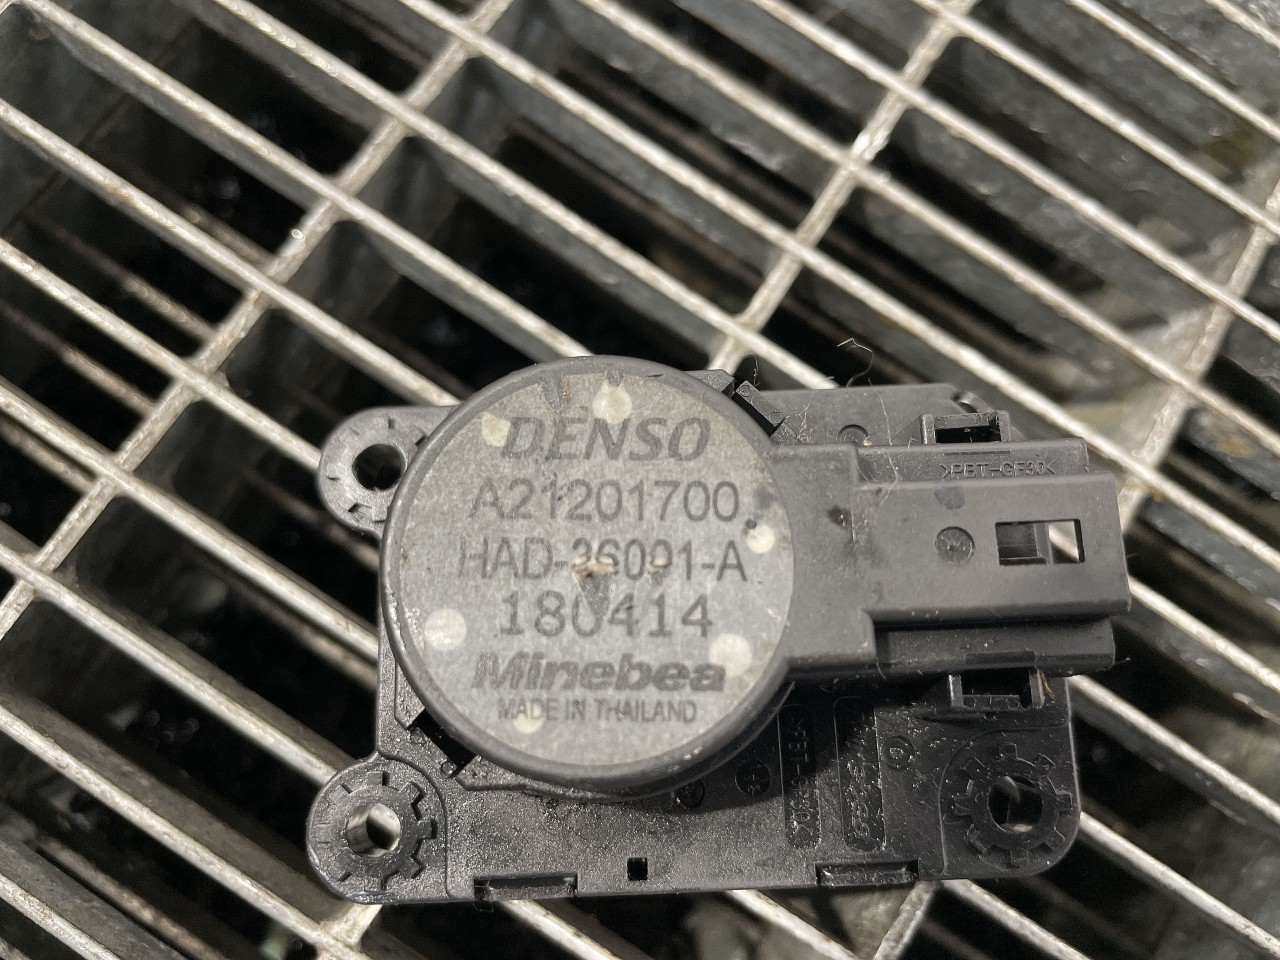 DENSO
A21201700
HAD-36091-A
180414
Minebea
MADE IN THAILAND
>PBT-GF30<